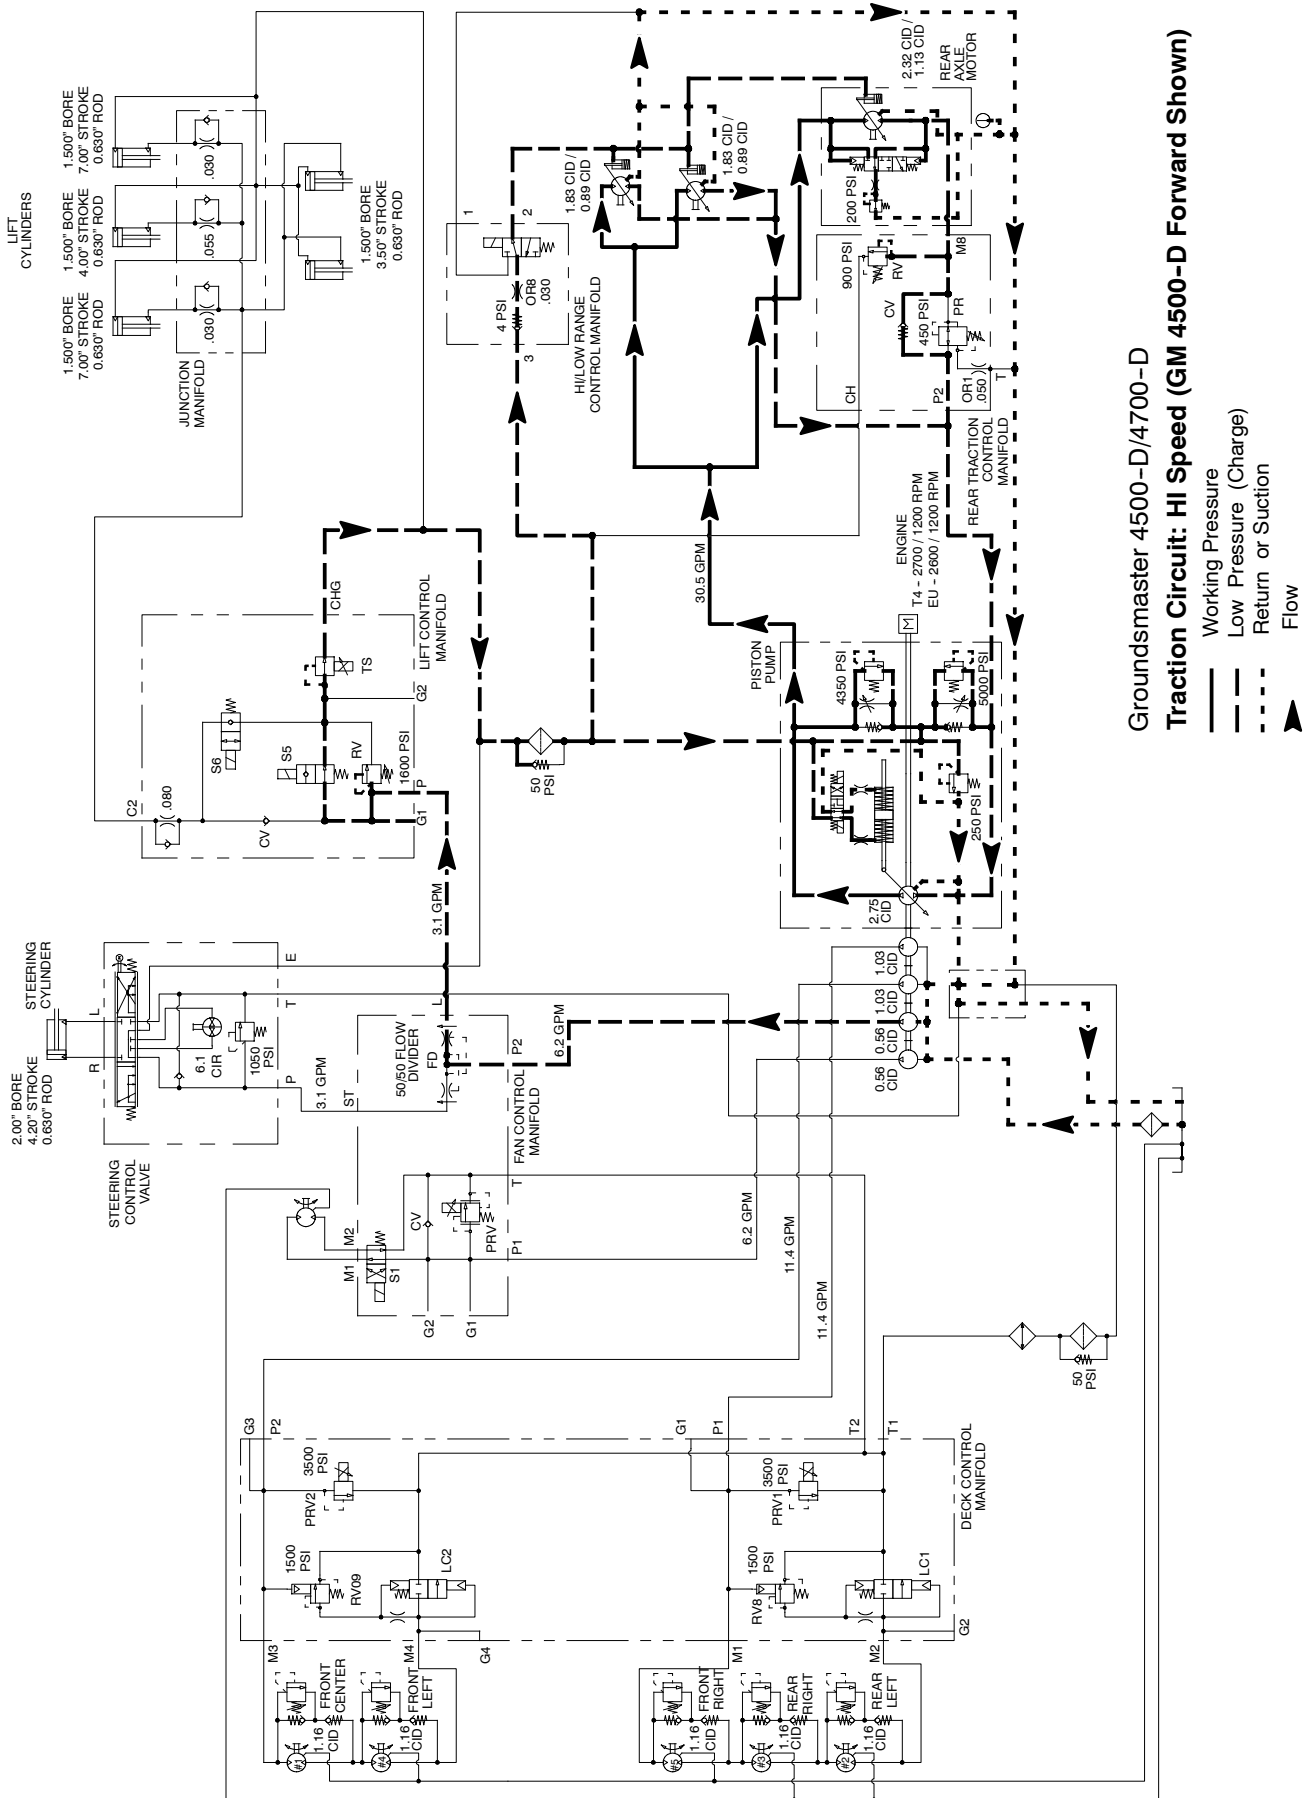 LIFT
CYLINDERS
1.500" BORE
7.00" STROKE
0.630" ROD
1.500" BORE
4.00" STROKE
0.630" ROD
1.500" BORE
7.00" STROKE
0.630" ROD
JUNCTION
MANIFOLD
.030
.055
.030
1.500" BORE
3.50" STROKE
0.630" ROD
1
2
3
4 PSI
OR8
.030
HI/LOW RANGE
CONTROL MANIFOLD
1.83 CID /
0.89 CID
1.83 CID /
0.89 CID
2.32 CID /
1.13 CID
REAR
AXLE
MOTOR
200 PSI
900 PSI
RV
M8
CH
CV
450 PSI
PR
P2
OR1
.050
T
REAR TRACTION
CONTROL
MANIFOLD
C2
.080
S6
CV
S5
RV
1600 PSI
P
G1
TS
G2
CHG
LIFT CONTROL
MANIFOLD
50
PSI
30.5 GPM
ENGINE
T4 - 2700 / 1200 RPM
EU - 2600 / 1200 RPM
M
PISTON
PUMP
4350 PSI
5000 PSI
250 PSI
2.75
CID
1.03
CID
1.03
CID
0.56
CID
0.56
CID
2.00" BORE
4.20" STROKE
0.630" ROD
STEERING
CYLINDER
L
R
6.1
CIR
1050
PSI
E
T
P
STEERING
CONTROL
VALVE
3.1 GPM
3.1 GPM
L
ST
50/50 FLOW
DIVIDER
FD
P2
6.2 GPM
FAN CONTROL
MANIFOLD
T
M2
M1
S1
CV
PRV
P1
G2
G1
6.2 GPM
11.4 GPM
11.4 GPM
50
PSI
G3
P2
3500
PSI
PRV2
1500
PSI
RV09
LC2
M3
M4
G4
G1
P1
3500
PSI
PRV1
T2
T1
DECK CONTROL
MANIFOLD
1500
PSI
RV8
LC1
M1
M2
G2
#1
1.16
CID
FRONT
CENTER
#4
1.16
CID
FRONT
LEFT
#5
1.16
CID
FRONT
RIGHT
#3
1.16
CID
REAR
RIGHT
#2
1.16
CID
REAR
LEFT
Groundsmaster 4500-D/4700-D
Traction Circuit: HI Speed (GM 4500-D Forward Shown)
Working Pressure
Low Pressure (Charge)
Return or Suction
Flow